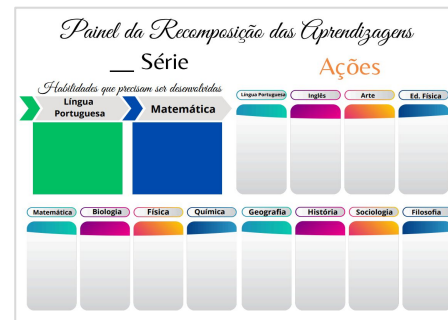 Painel da Recomposição das Aprendizagens
__ Série
Ações
Habilidades que precisam ser desenvolvidas
Língua
Portuguesa
Matemática
Língua Portuguesa
Inglês
Arte
Ed. Física
Matemática
Biologia
Física
Química
Geografia
História
Sociologia
Filosofia